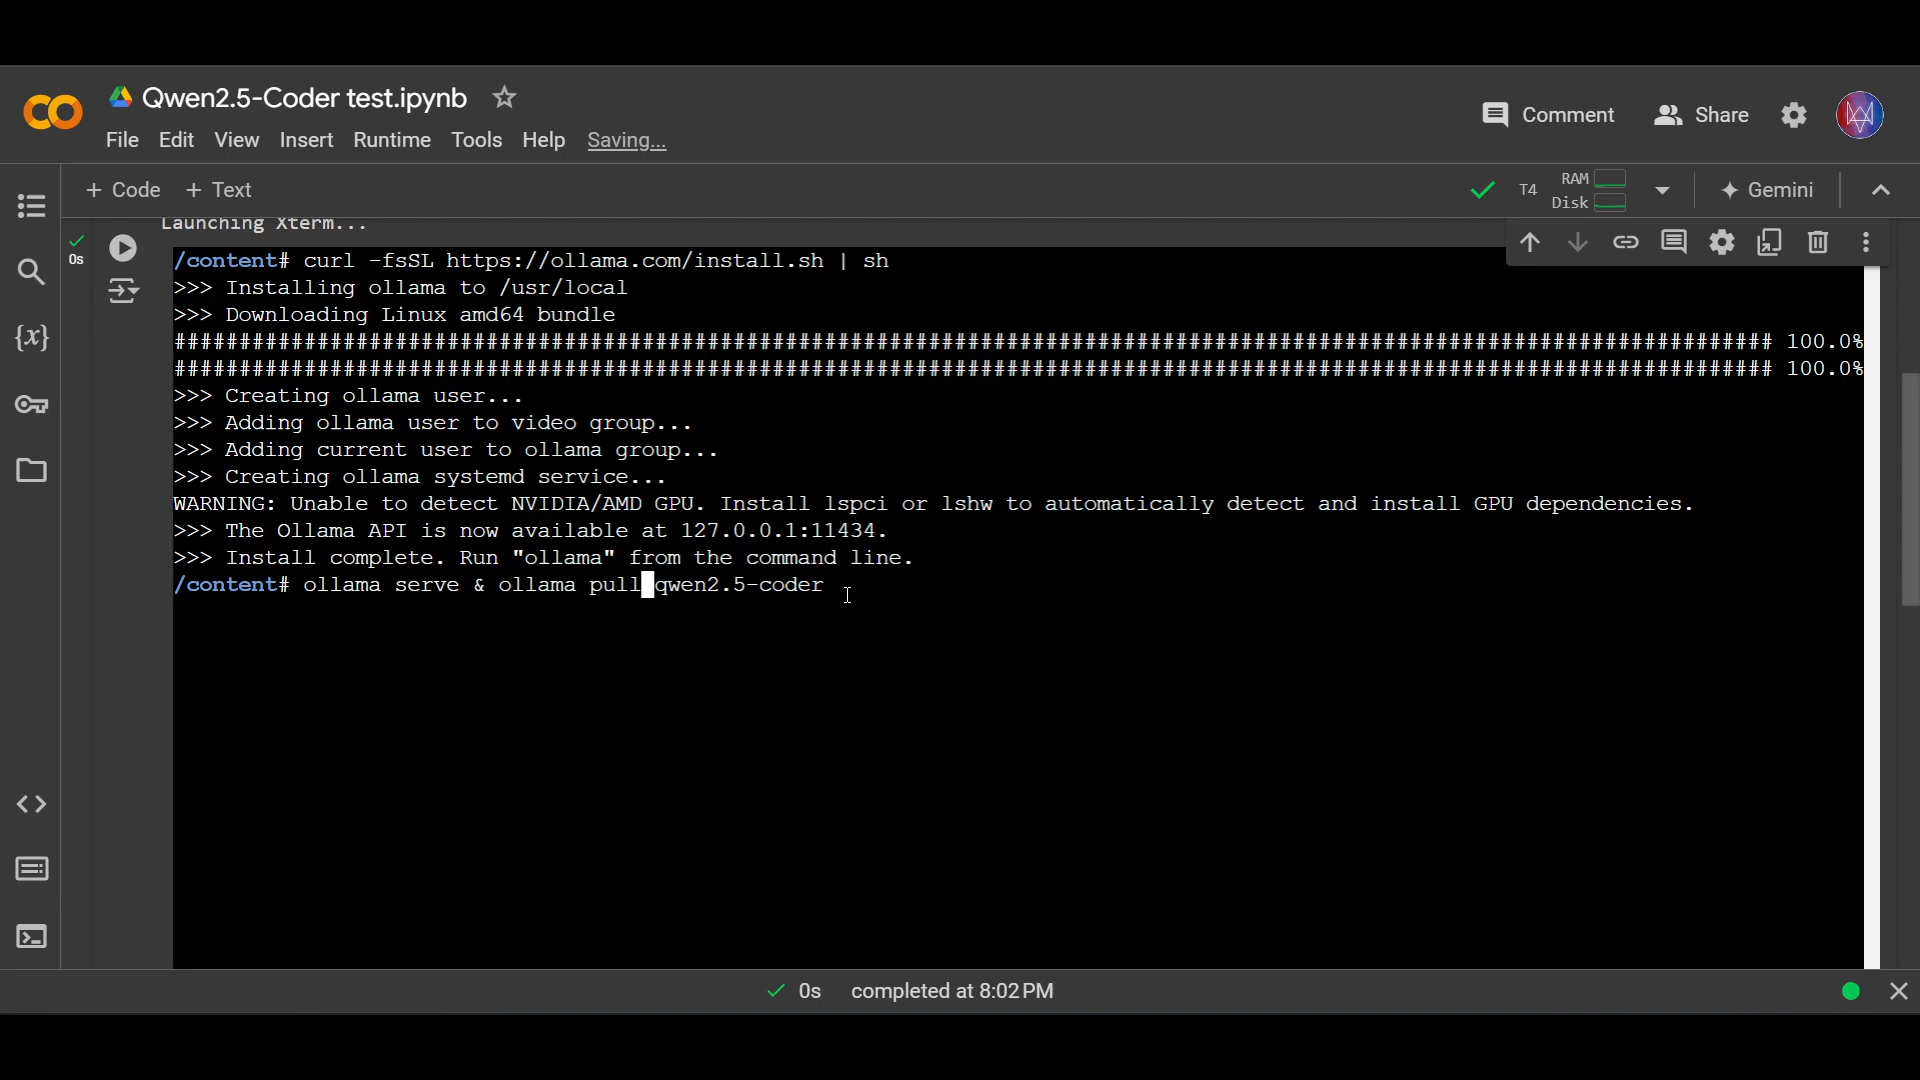 Qwen2.5-Coder test.ipynb
Comment
Share
File Edit View Insert Runtime Tools Help Saving...
+ Code + Text
T4
RAM
Disk
Gemini
Launching Xterm...
0s
/content# curl -fsSL https://ollama.com/install.sh | sh
>>> Installing ollama to /usr/local
>>> Downloading Linux amd64 bundle
########################################################################################################################### 100.0%
########################################################################################################################### 100.0%
>>> Creating ollama user...
>>> Adding ollama user to video group...
>>> Adding current user to ollama group...
>>> Creating ollama systemd service...
WARNING: Unable to detect NVIDIA/AMD GPU. Install lspci or lshw to automatically detect and install GPU dependencies.
>>> The Ollama API is now available at 127.0.0.1:11434.
>>> Install complete. Run "ollama" from the command line.
/content# ollama serve & ollama pull qwen2.5-coder
{x}
0s completed at 8:02 PM